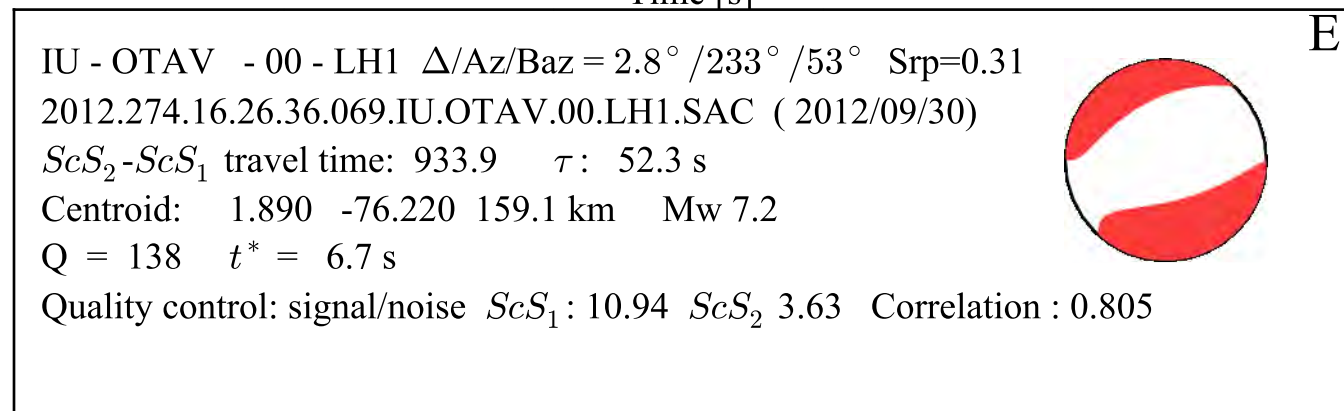 Time [s]
E
IU - OTAV - 00 - LH1 Δ/Az/Baz = 2.8° /233° /53° Srp=0.31
2012.274.16.26.36.069.IU.OTAV.00.LH1.SAC ( 2012/09/30)
ScS₂-ScS₁ travel time: 933.9 τ: 52.3 s
Centroid: 1.890 -76.220 159.1 km Mw 7.2
Q = 138 t* = 6.7 s
Quality control: signal/noise ScS₁: 10.94 ScS₂ 3.63 Correlation : 0.805